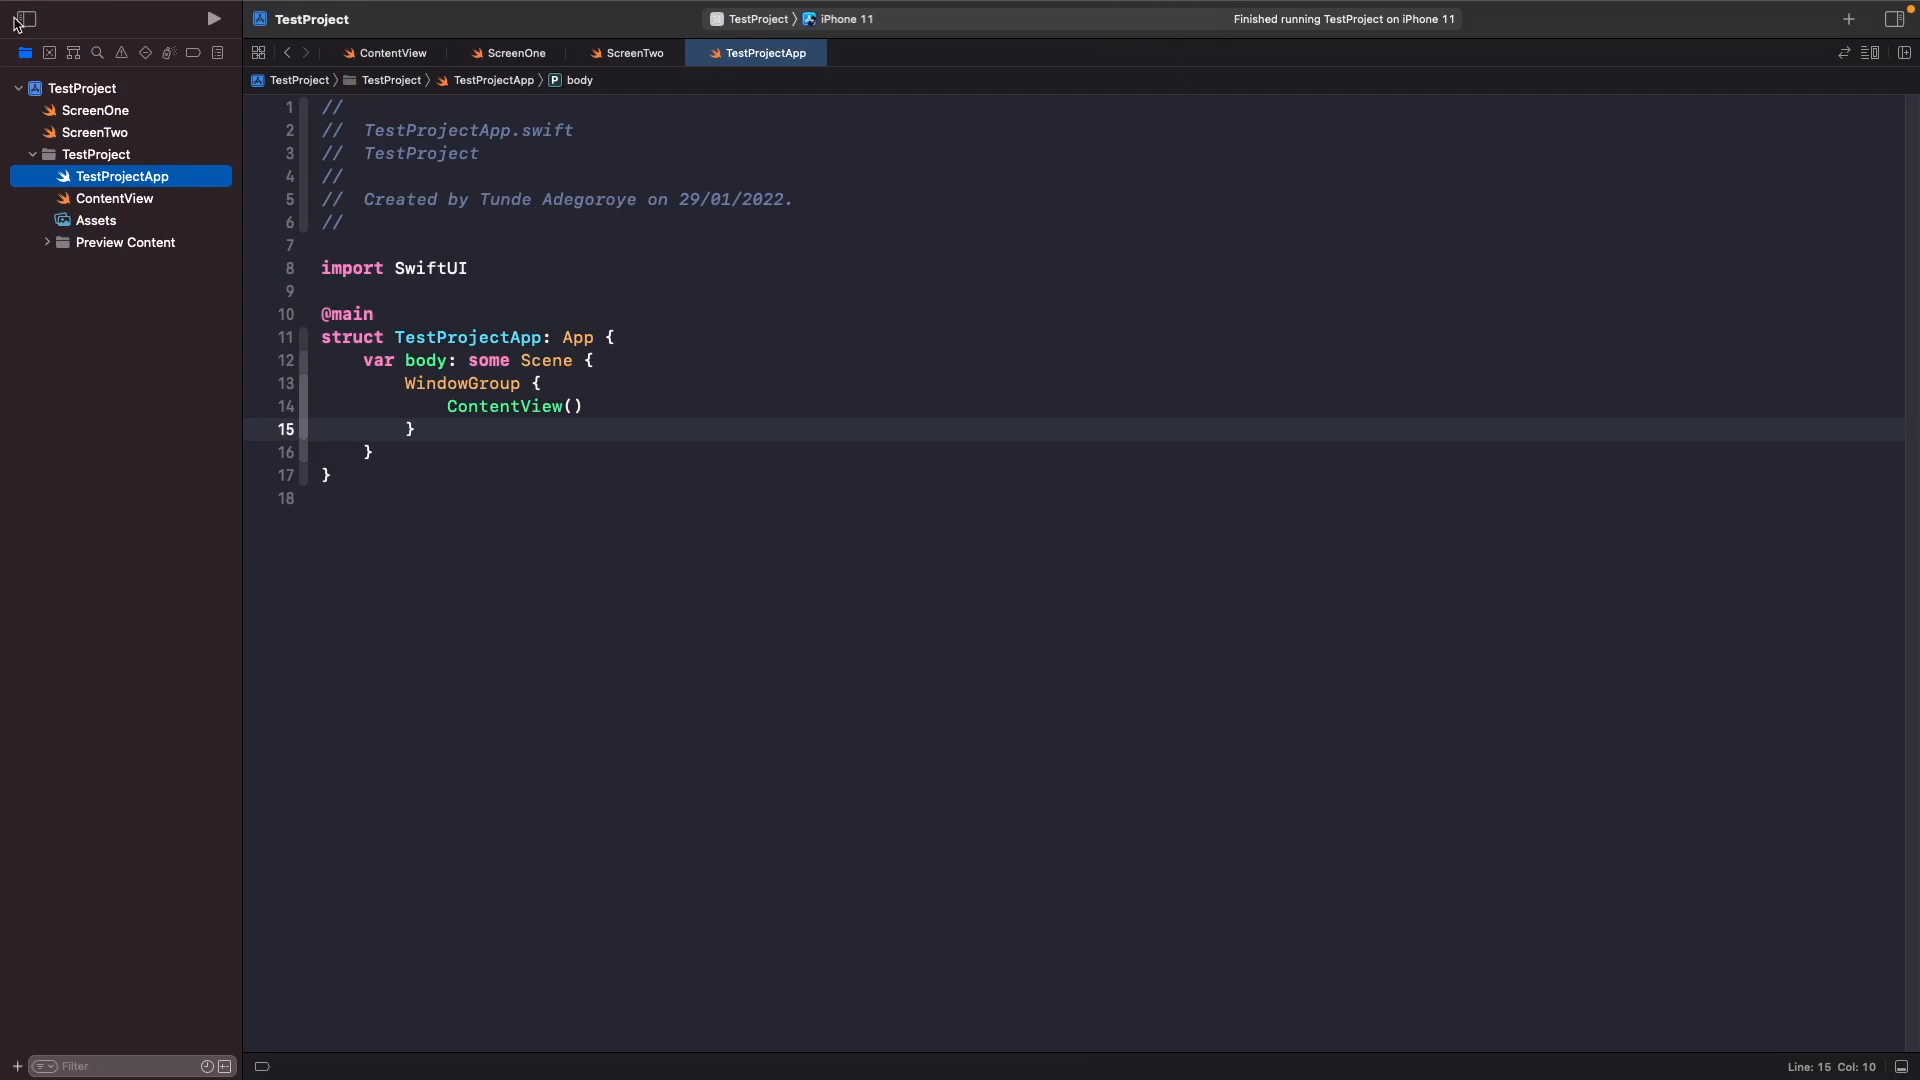 TestProject
TestProject 〉 iPhone 11
Finished running TestProject on iPhone 11
ContentView
ScreenOne
ScreenTwo
TestProjectApp
TestProject 〉 TestProject 〉 TestProjectApp 〉 P body
TestProject
ScreenOne
ScreenTwo
TestProject
TestProjectApp
ContentView
Assets
Preview Content
1 //
2 //  TestProjectApp.swift
3 //  TestProject
4 //
5 //  Created by Tunde Adegoroye on 29/01/2022.
6 //
7
8 import SwiftUI
9
10 @main
11 struct TestProjectApp: App {
12     var body: some Scene {
13         WindowGroup {
14             ContentView()
15         }
16     }
17 }
18
Filter
Line: 15 Col: 10